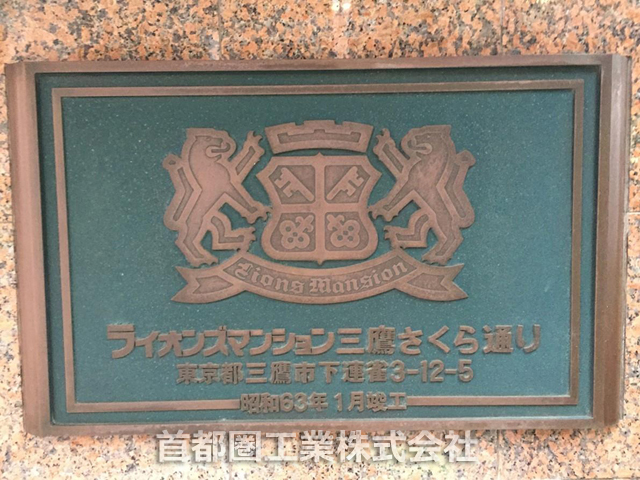 Lions Mansion
ライオンズマンション三鷹さくら通り
東京都三鷹市下連雀3-12-5
昭和63年1月竣工
首都圏工業株式会社